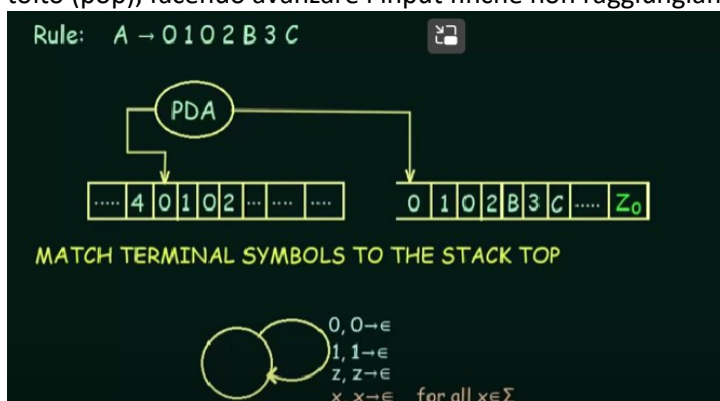 tolto (pop), facendo avanzare l'input finché non raggiungiam
Rule: A → 0 1 0 2 B 3 C
PDA
..... 4 0 1 0 2 ... .... ....
0 1 0 2 B 3 C ..... Z₀
MATCH TERMINAL SYMBOLS TO THE STACK TOP
0, 0→ϵ
1, 1→ϵ
z, z→ϵ
x, x→ϵ for all x∈Σ